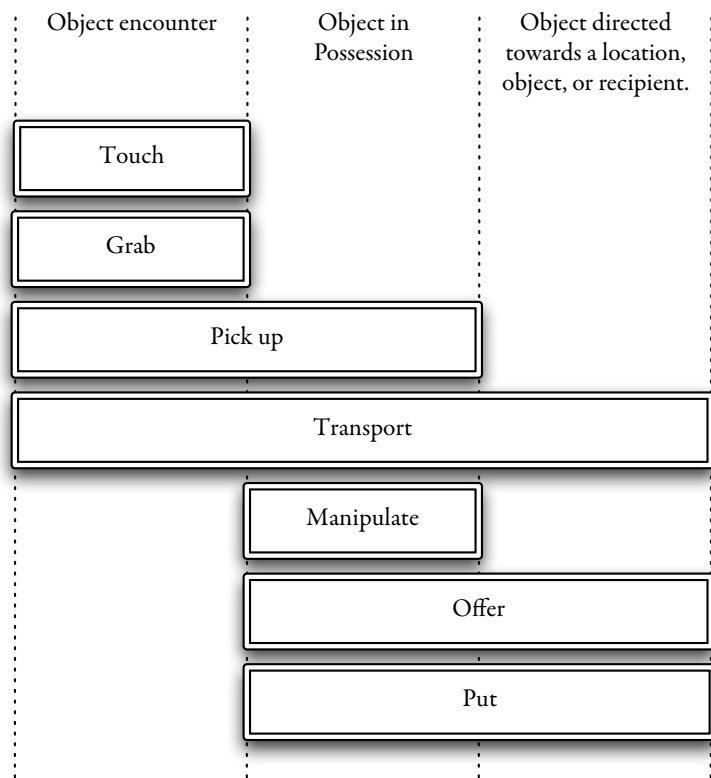 Object encounter
Object in
Possession
Object directed
towards a location,
object, or recipient.
Touch
Grab
Pick up
Transport
Manipulate
Offer
Put